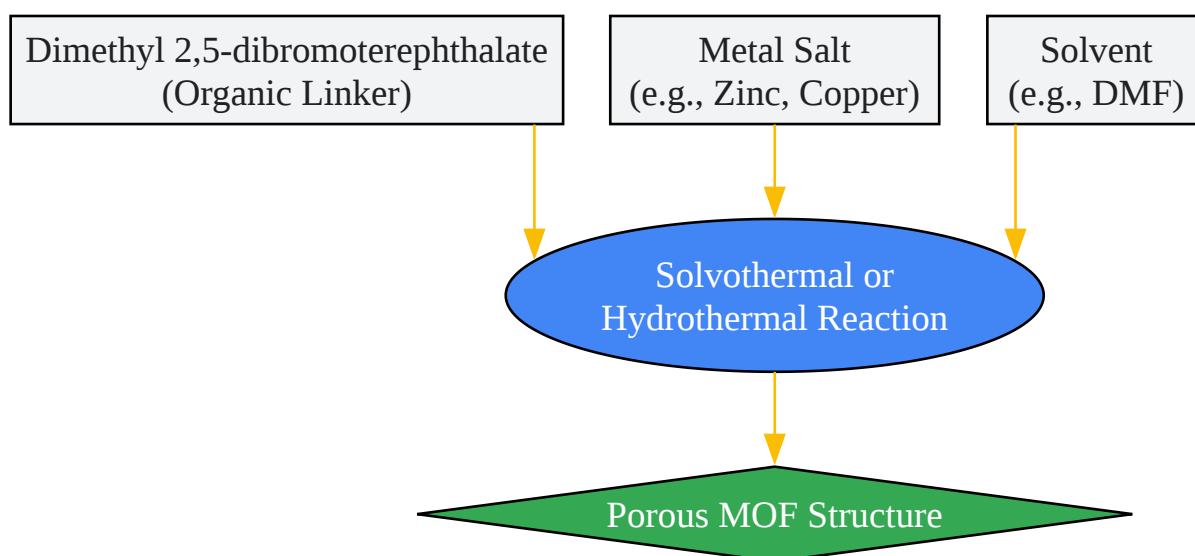 Dimethyl 2,5-dibromoterephthalate
(Organic Linker)
Metal Salt
(e.g., Zinc, Copper)
Solvent
(e.g., DMF)
Solvothermal or
Hydrothermal Reaction
Porous MOF Structure